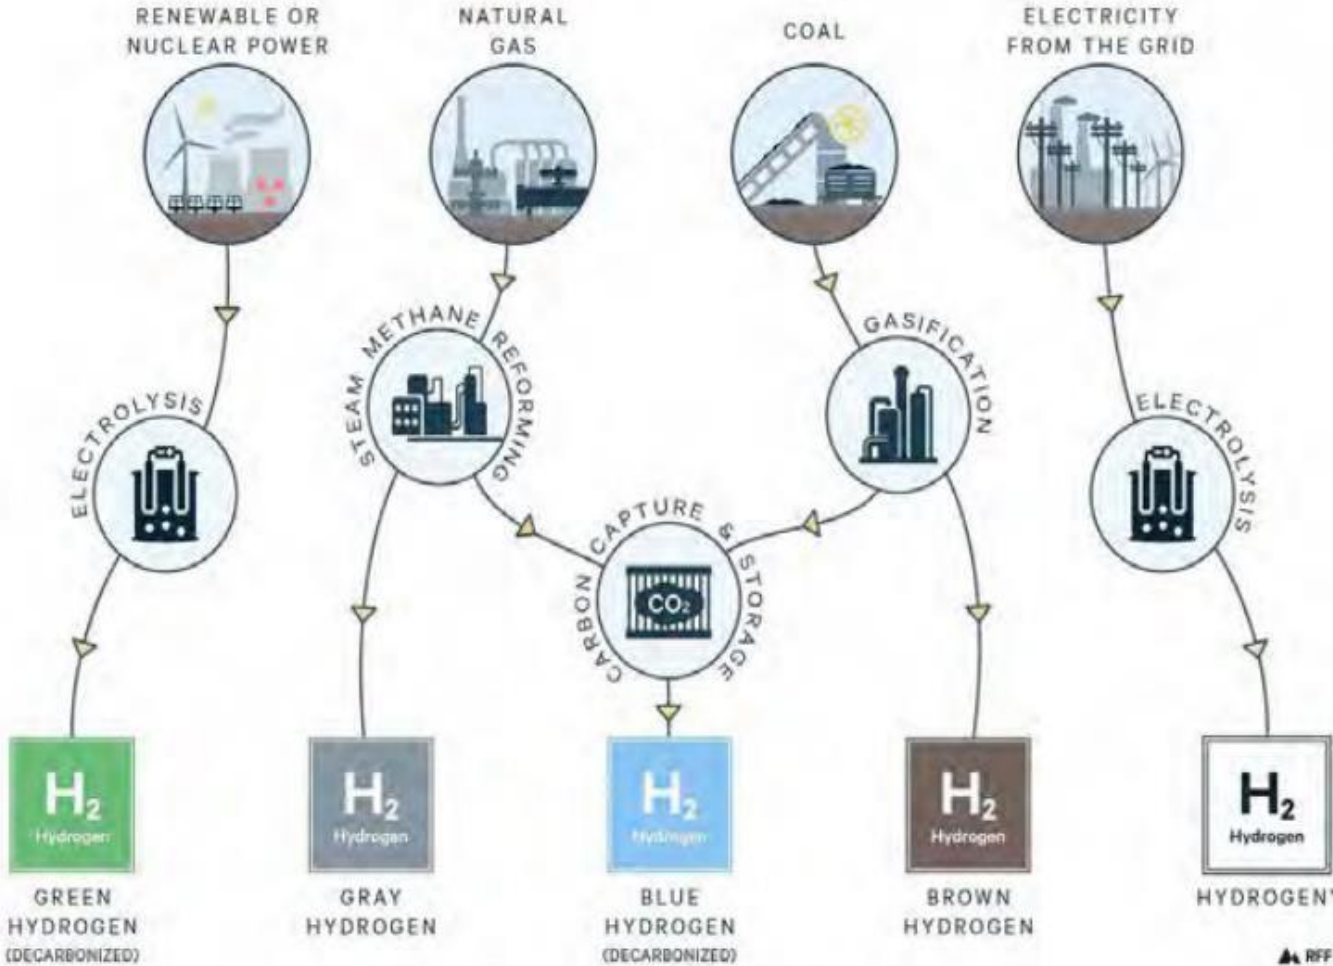 RENEWABLE OR
NUCLEAR POWER
NATURAL
GAS
COAL
ELECTRICITY
FROM THE GRID
ELECTROLYSIS
STEAM METHANE REFORMING
GASIFICATION
ELECTROLYSIS
CARBON CAPTURE & STORAGE
CO₂
H₂
Hydrogen
GREEN
HYDROGEN
(DECARBONIZED)
H₂
Hydrogen
GRAY
HYDROGEN
H₂
Hydrogen
BLUE
HYDROGEN
(DECARBONIZED)
H₂
Hydrogen
BROWN
HYDROGEN
H₂
Hydrogen
HYDROGEN
RFF